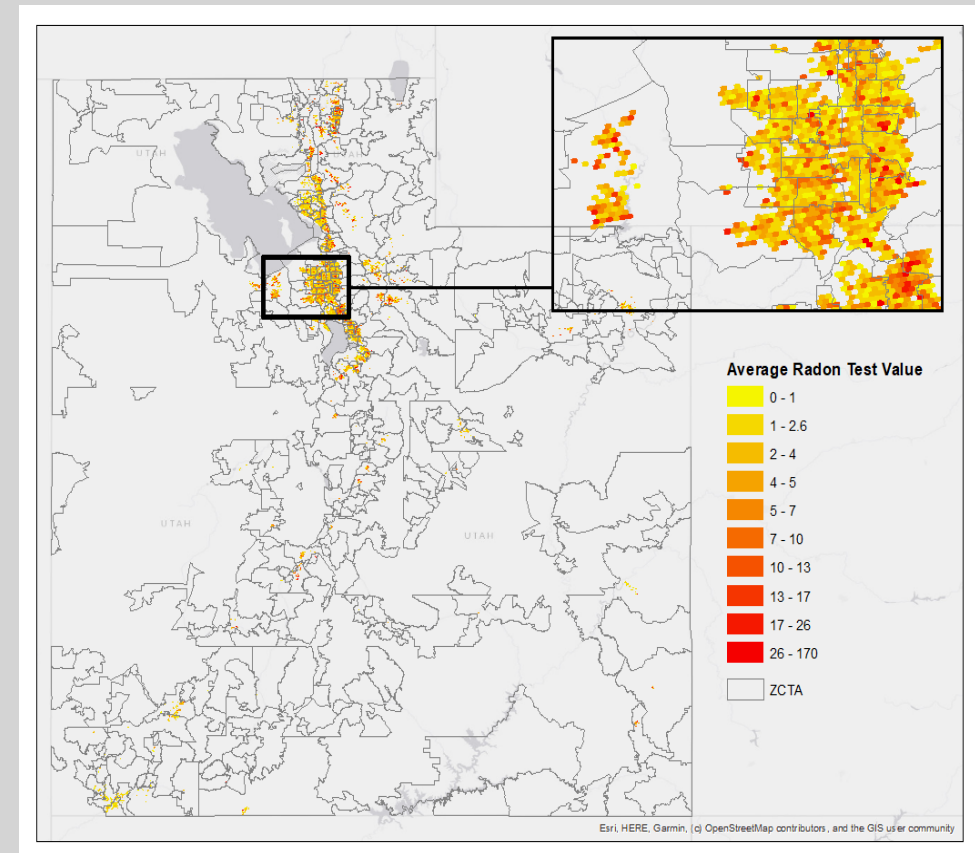 UTAH
UTAH
UTAH
UTAH
Average Radon Test Value
0 - 1
1 - 2.6
2 - 4
4 - 5
5 - 7
7 - 10
10 - 13
13 - 17
17 - 26
26 - 170
ZCTA
Esri, HERE, Garmin, (c) OpenStreetMap contributors, and the GIS user community